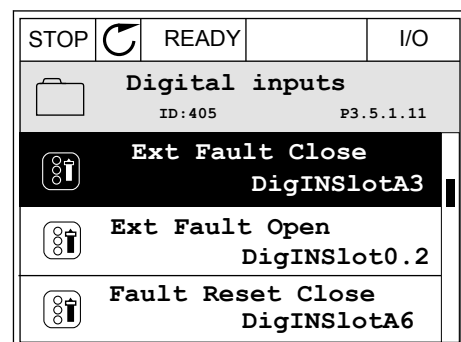 STOP READY I/O
Digital inputs
ID:405 P3.5.1.11
Ext Fault Close
DigINSlotA3
Ext Fault Open
DigINSlot0.2
Fault Reset Close
DigINSlotA6